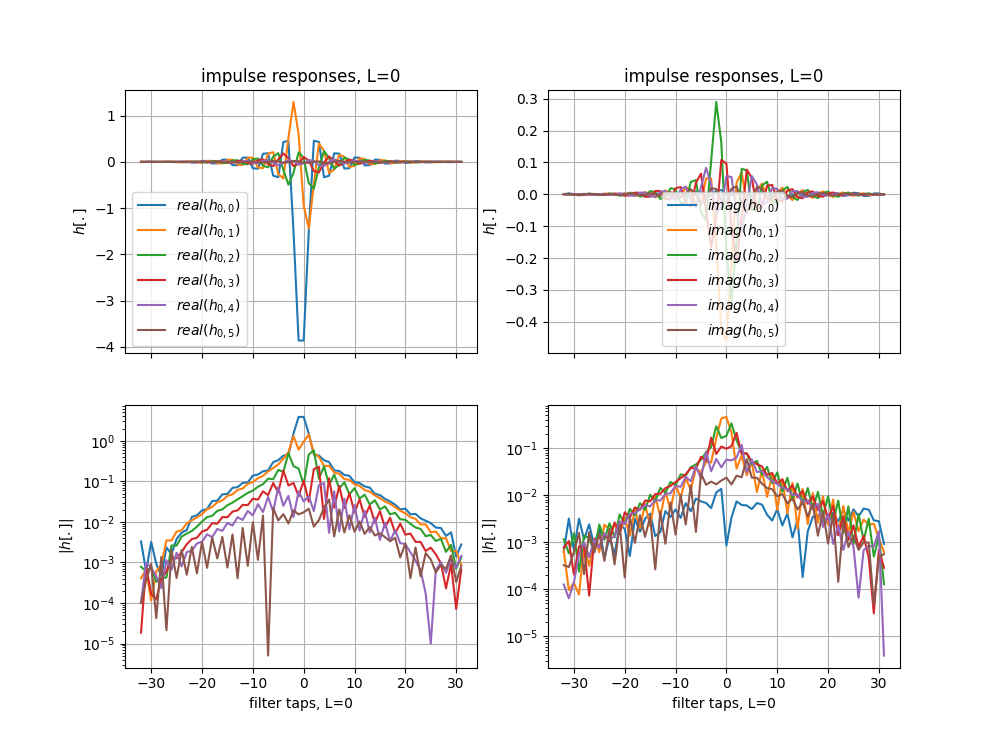 impulse responses, L=0
1
0
−1
−2
−3
−4
h[.]
real(h0,0)
real(h0,1)
real(h0,2)
real(h0,3)
real(h0,4)
real(h0,5)
impulse responses, L=0
0.3
0.2
0.1
0.0
−0.1
−0.2
−0.3
−0.4
h[.]
imag(h0,0)
imag(h0,1)
imag(h0,2)
imag(h0,3)
imag(h0,4)
imag(h0,5)
10^0
10^−1
10^−2
10^−3
10^−4
10^−5
|h[.]|
−30 −20 −10 0 10 20 30
filter taps, L=0
10^−1
10^−2
10^−3
10^−4
10^−5
|h[.]|
−30 −20 −10 0 10 20 30
filter taps, L=0